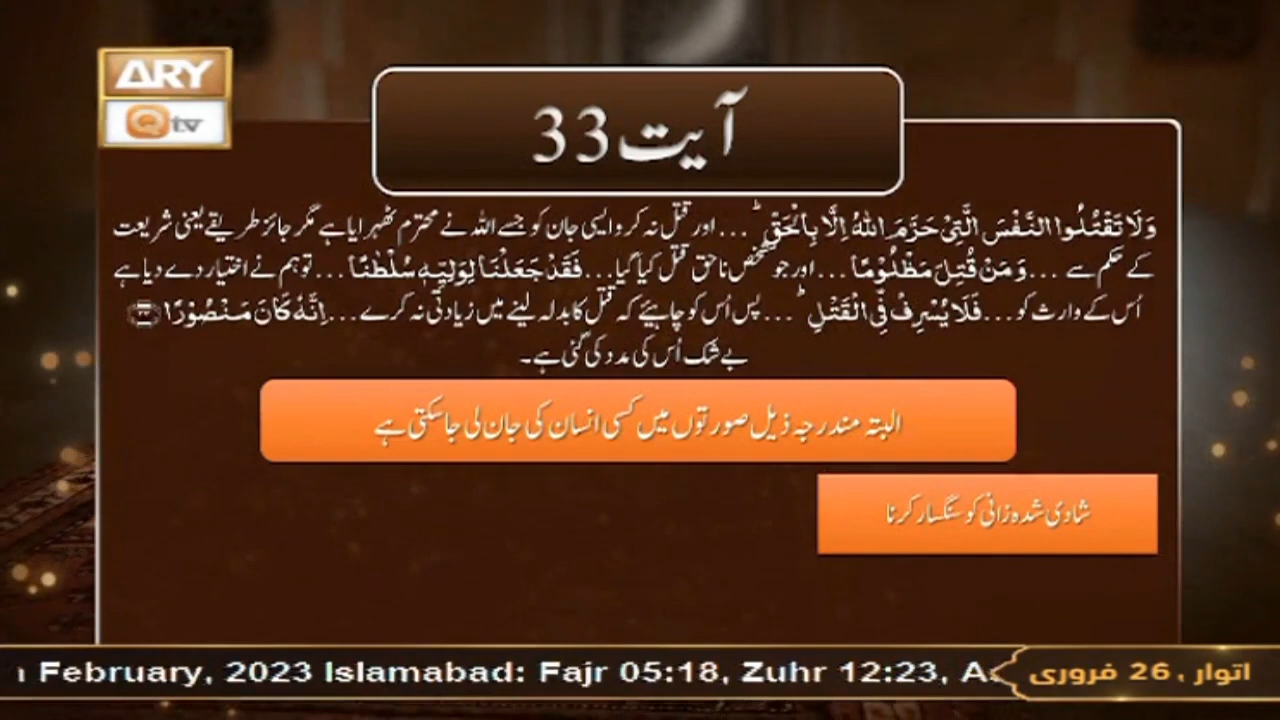 ARY
Qtv
آیت 33
وَلَا تَقْتُلُوا النَّفْسَ الَّتِیْ حَرَّمَ اللّٰهُ اِلَّا بِالْحَقِّ ؕ ... اور قتل نہ کرو ایسی جان کو جسے اللہ نے محترم ٹھہرایا ہے مگر جائز طریقے یعنی شریعت
کے حکم سے ... وَ مَنْ قُتِلَ مَظْلُوْمًا ... اور جو شخص ناحق قتل کیا گیا ... فَقَدْ جَعَلْنَا لِوَلِیِّهٖ سُلْطٰنًا ... تو ہم نے اختیار دے دیا ہے
اُس کے وارث کو ... فَلَا یُسْرِفْ فِّی الْقَتْلِ ؕ ... پس اُس کو چاہیئے کہ قتل کا بدلہ لینے میں زیادتی نہ کرے ... اِنَّهٗ كَانَ مَنْصُوْرًا ﴿۳۳﴾
بے شک اُس کی مدد کی گئی ہے۔
البتہ مندرجہ ذیل صورتوں میں کسی انسان کی جان لی جاسکتی ہے
شادی شدہ زانی کو سنگسار کرنا
February, 2023 Islamabad: Fajr 05:18, Zuhr 12:23, A
اتوار ، 26 فروری